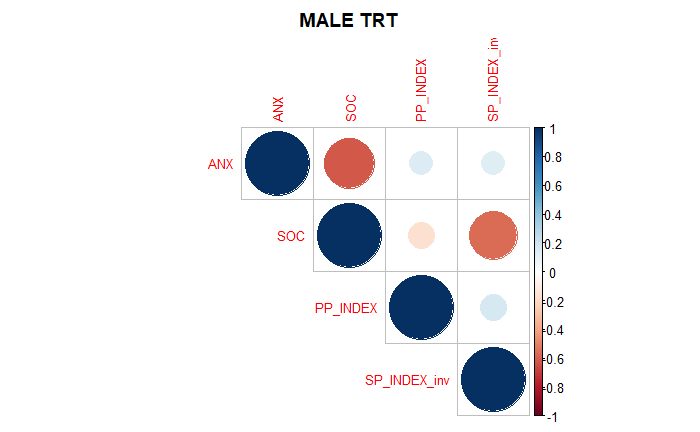 MALE TRT
ANX
SOC
PP_INDEX
SP_INDEX_inv
ANX
SOC
PP_INDEX
SP_INDEX_inv
1
0.8
0.6
0.4
0.2
0
-0.2
-0.4
-0.6
-0.8
-1